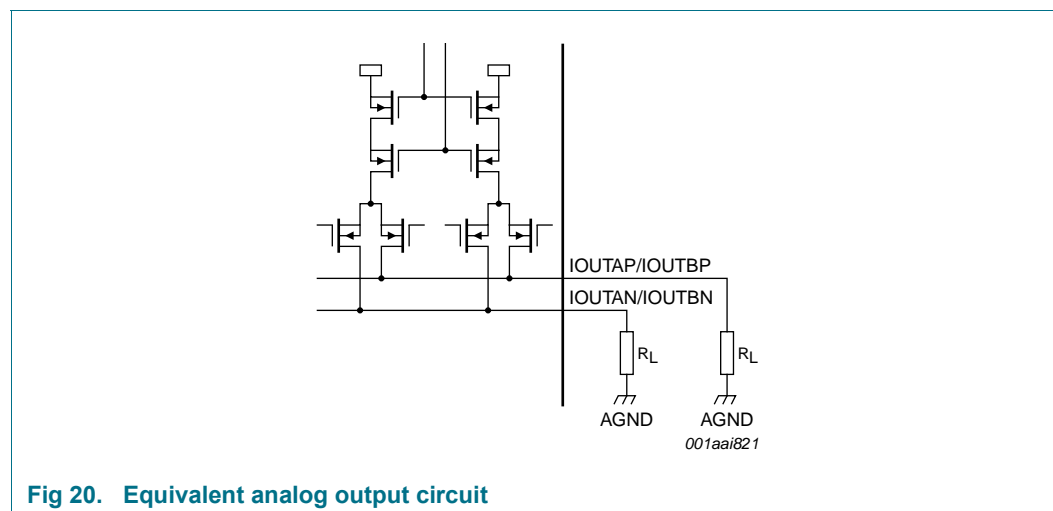 IOUTAP/IOUTBP
IOUTAN/IOUTBN
RL RL
AGND AGND
001aai821
Fig 20. Equivalent analog output circuit